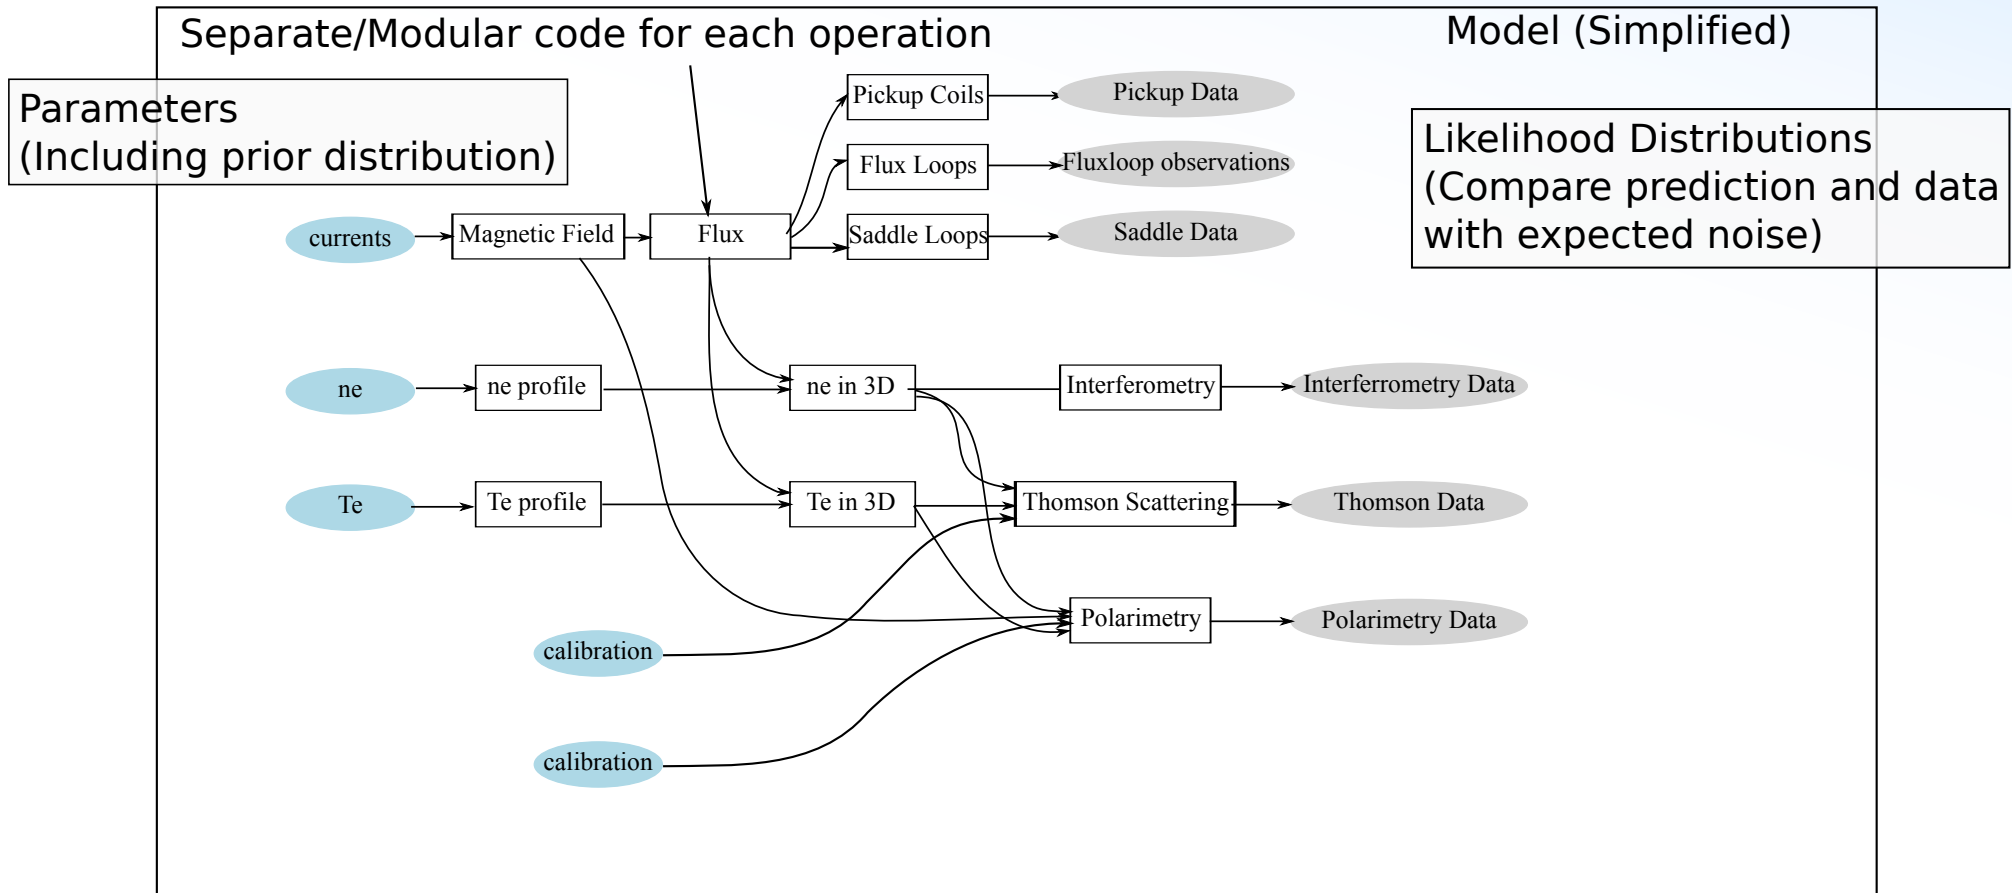 Separate/Modular code for each operation
Model (Simplified)
Parameters
(Including prior distribution)
Likelihood Distributions
(Compare prediction and data
with expected noise)
Pickup Coils
Pickup Data
Flux Loops
Fluxloop observations
currents
Magnetic Field
Flux
Saddle Loops
Saddle Data
ne
ne profile
ne in 3D
Interferometry
Interferrometry Data
Te
Te profile
Te in 3D
Thomson Scattering
Thomson Data
Polarimetry
Polarimetry Data
calibration
calibration